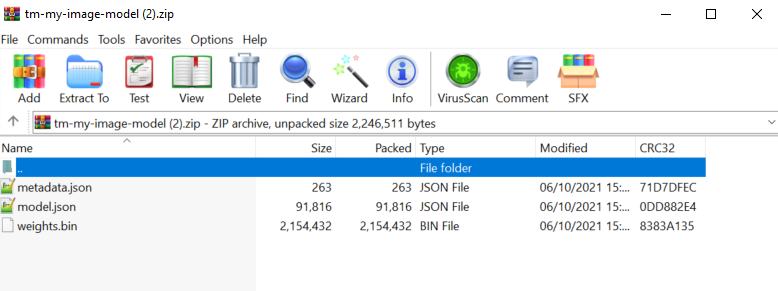 tm-my-image-model (2).zip
File Commands Tools Favorites Options Help
Add Extract To Test View Delete Find Wizard Info VirusScan Comment SFX
tm-my-image-model (2).zip - ZIP archive, unpacked size 2,246,511 bytes
Name Size Packed Type Modified CRC32
.. File folder
metadata.json 263 263 JSON File 06/10/2021 15:... 71D7DFEC
model.json 91,816 91,816 JSON File 06/10/2021 15:... 0DD882E4
weights.bin 2,154,432 2,154,432 BIN File 06/10/2021 15:... 8383A135